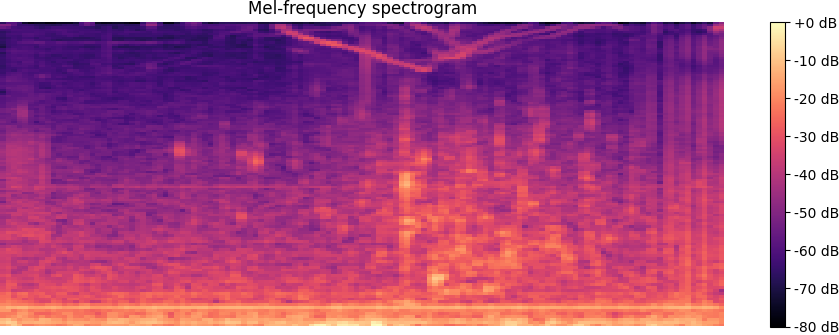 Mel-frequency spectrogram
+0 dB
-10 dB
-20 dB
-30 dB
-40 dB
-50 dB
-60 dB
-70 dB
-80 dB